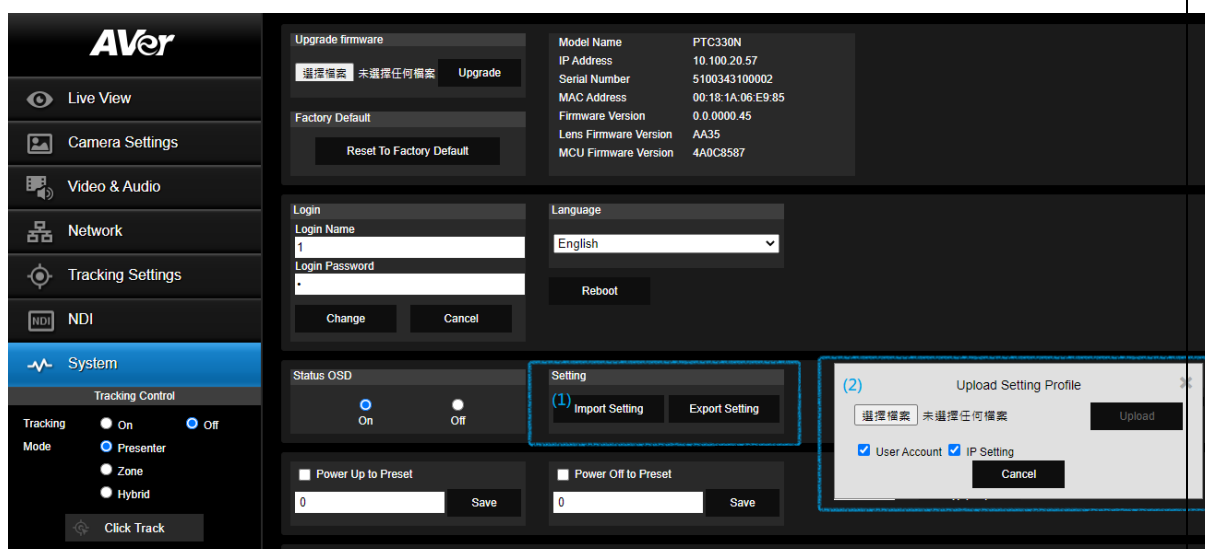 AVer
Live View
Camera Settings
Video & Audio
Network
Tracking Settings
NDI NDI
System
Tracking Control
Tracking On Off
Mode Presenter
Zone
Hybrid
Click Track
Upgrade firmware
選擇檔案 未選擇任何檔案 Upgrade
Factory Default
Reset To Factory Default
Model Name PTC330N
IP Address 10.100.20.57
Serial Number 5100343100002
MAC Address 00:18:1A:06:E9:85
Firmware Version 0.0.0000.45
Lens Firmware Version AA35
MCU Firmware Version 4A0C8587
Login
Login Name
1
Login Password
•
Change Cancel
Language
English
Reboot
Status OSD
On Off
Setting
(1) Import Setting Export Setting
(2) Upload Setting Profile
選擇檔案 未選擇任何檔案 Upload
User Account IP Setting
Cancel
Power Up to Preset
0 Save
Power Off to Preset
0 Save